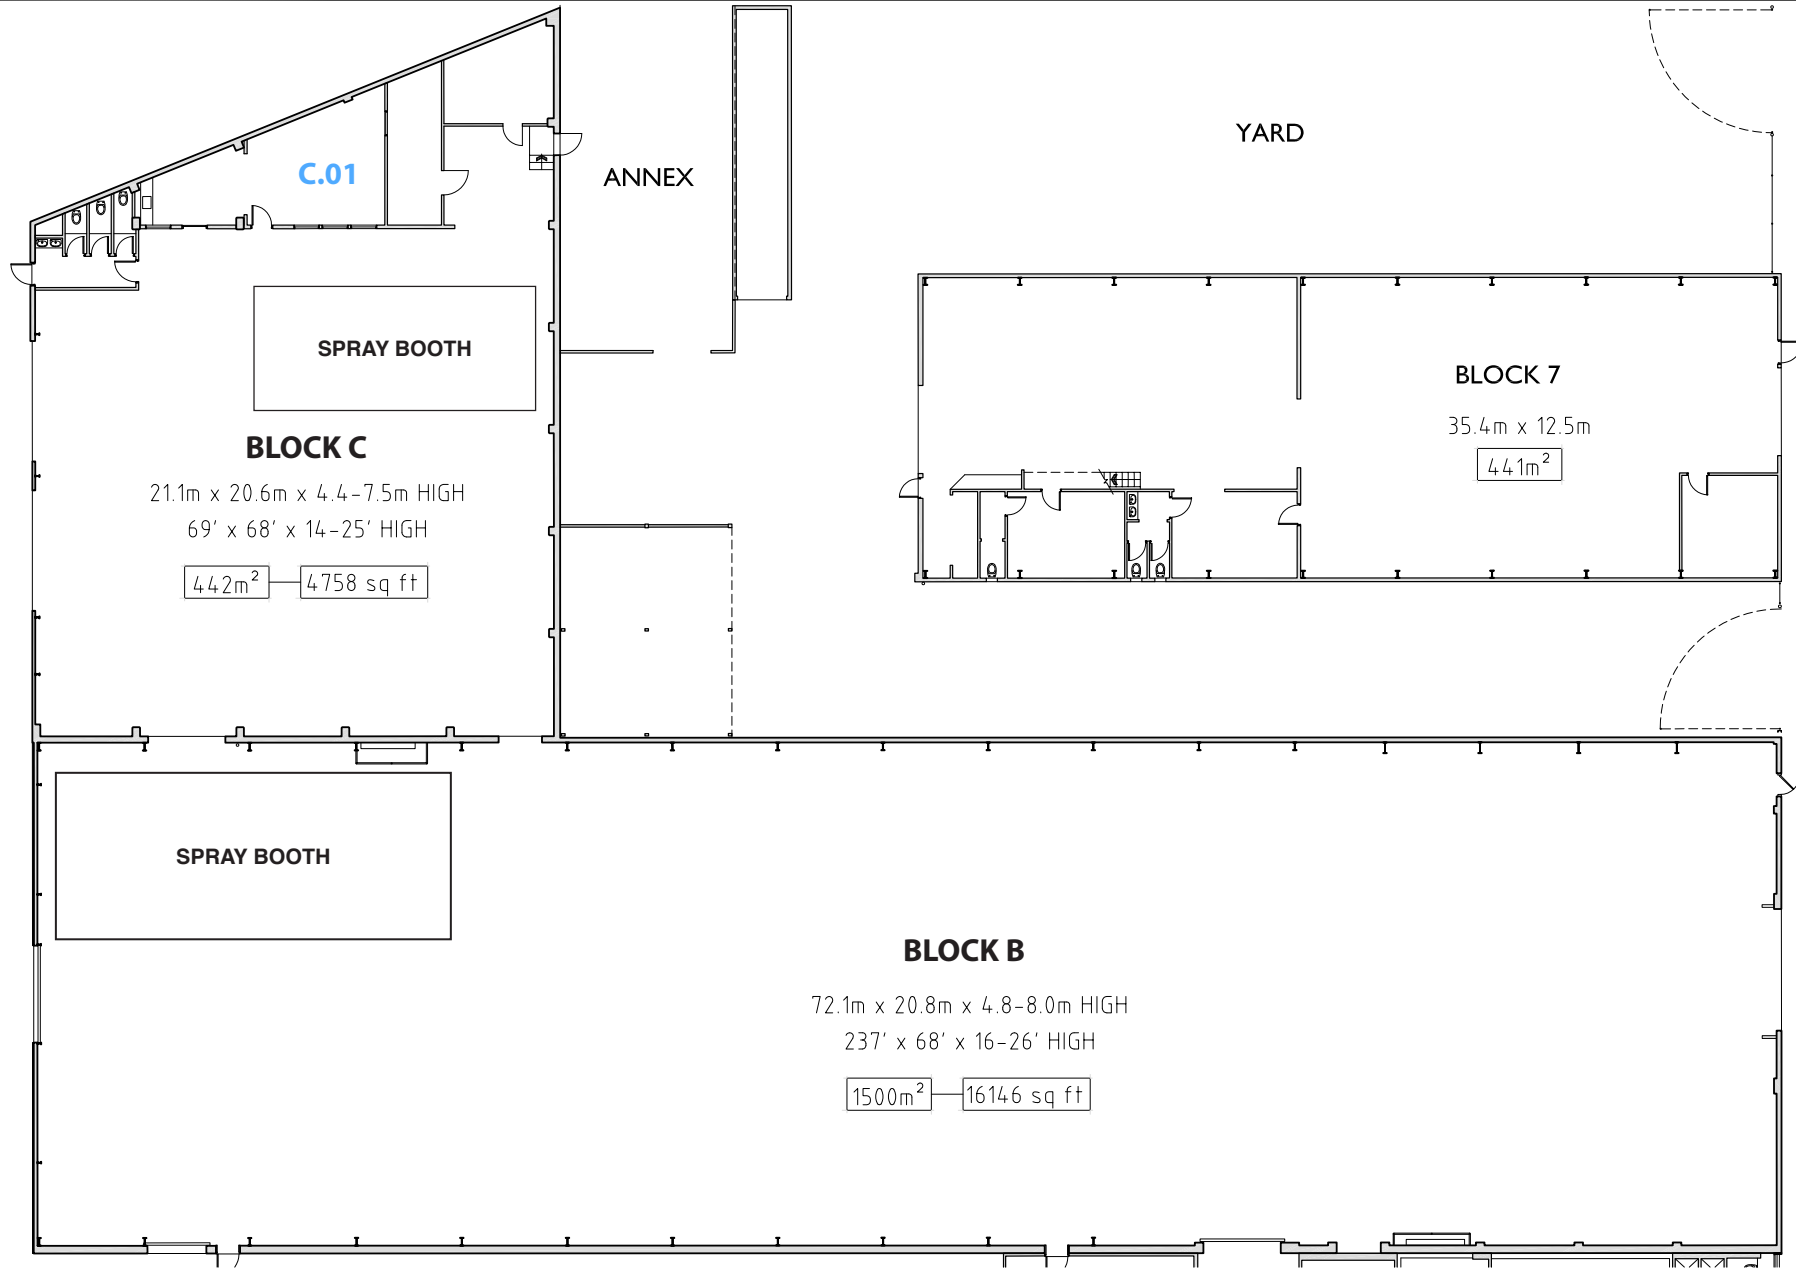 YARD
C.01
ANNEX
SPRAY BOOTH
BLOCK 7
35.4m x 12.5m
441m²
BLOCK C
21.1m x 20.6m x 4.4-7.5m HIGH
69' x 68' x 14-25' HIGH
442m² 4758 sq ft
SPRAY BOOTH
BLOCK B
72.1m x 20.8m x 4.8-8.0m HIGH
237' x 68' x 16-26' HIGH
1500m² 16146 sq ft